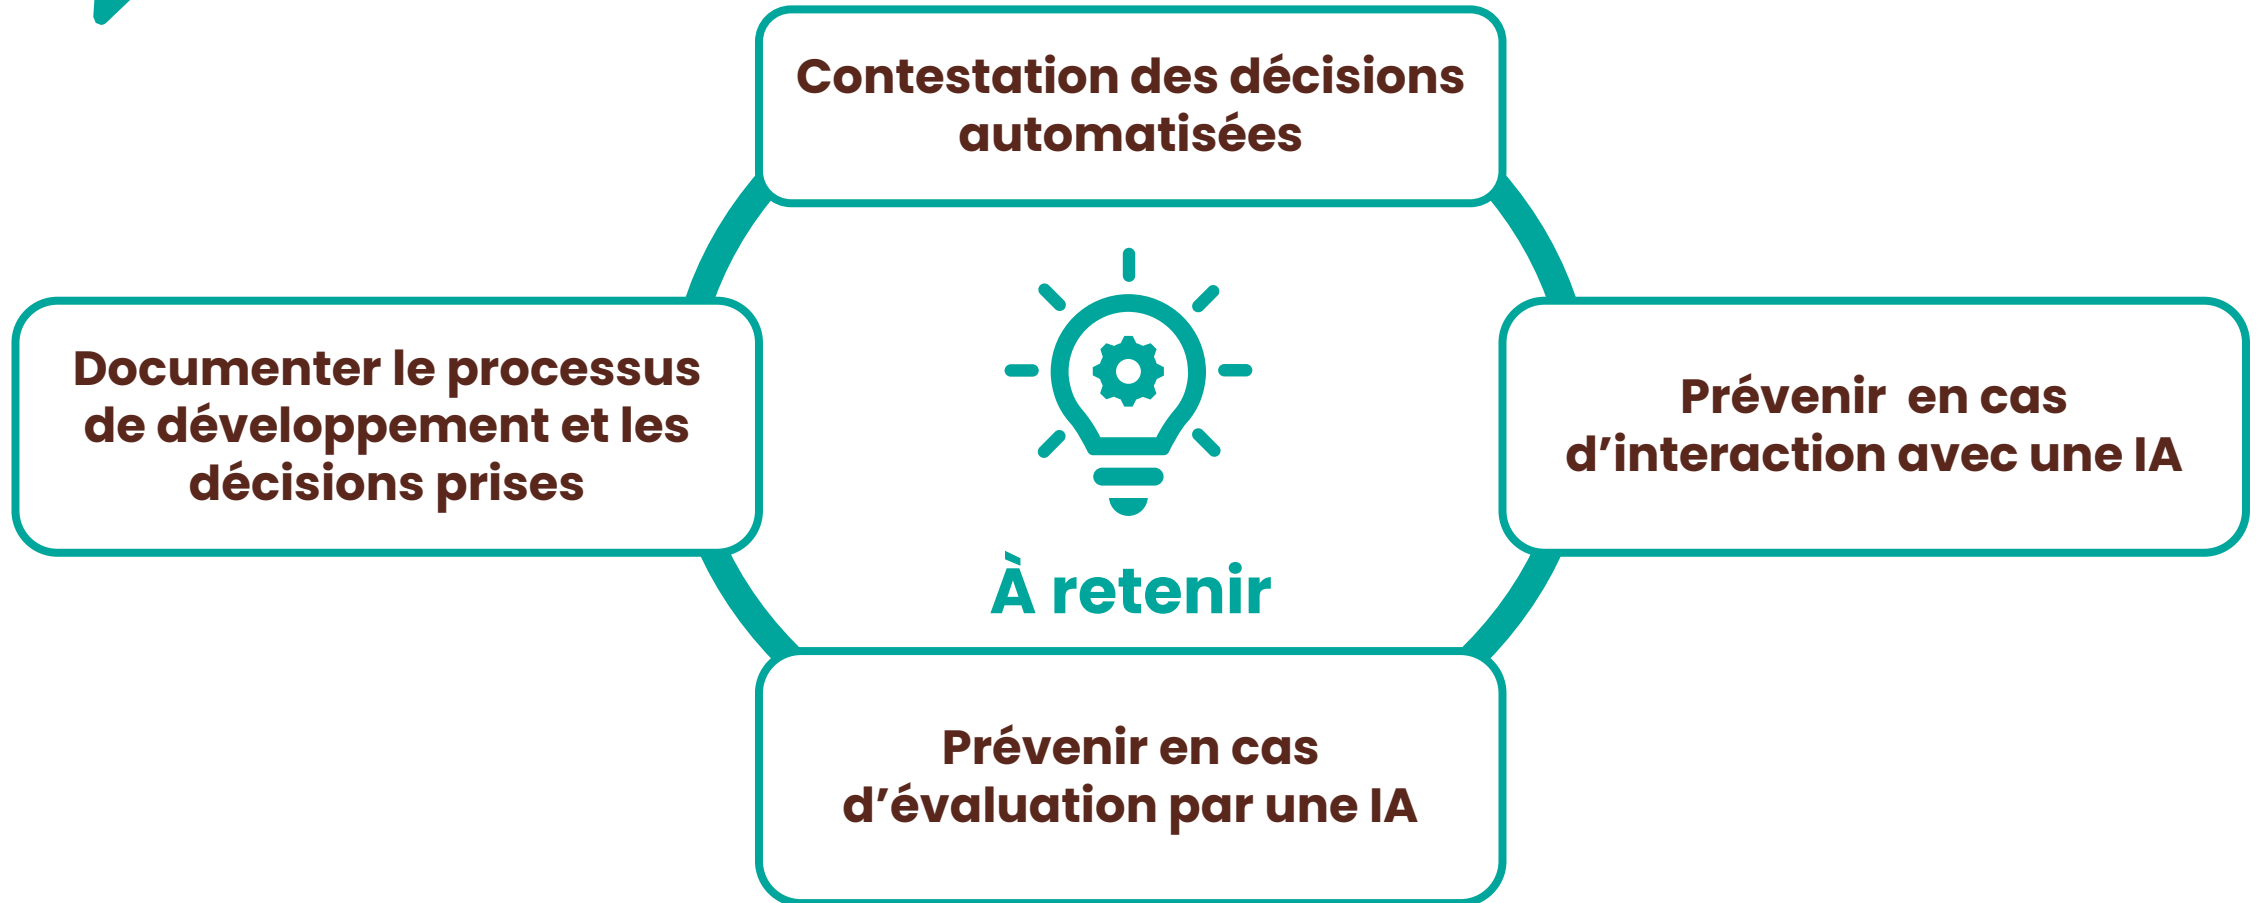 Contestation des décisions
automatisées
Documenter le processus
de développement et les
décisions prises
Prévenir  en cas
d’interaction avec une IA
À retenir
Prévenir en cas
d’évaluation par une IA